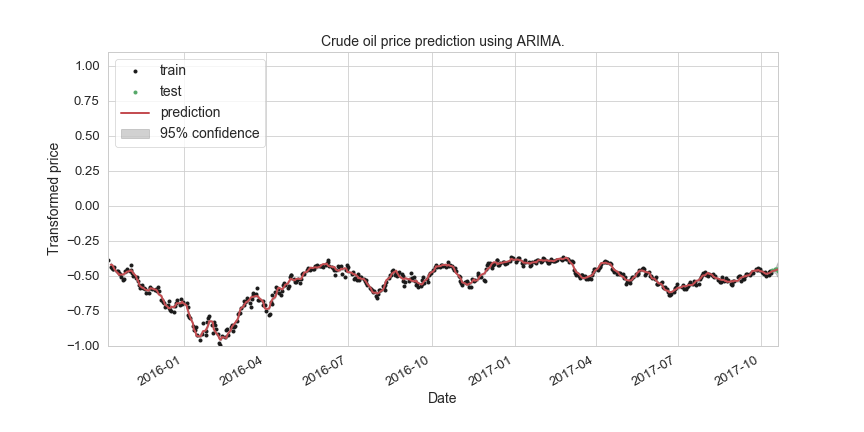 Crude oil price prediction using ARIMA.
1.00
0.75
0.50
0.25
0.00
−0.25
−0.50
−0.75
−1.00
Transformed price
train
test
prediction
95% confidence
2016-01
2016-04
2016-07
2016-10
2017-01
2017-04
2017-07
2017-10
Date